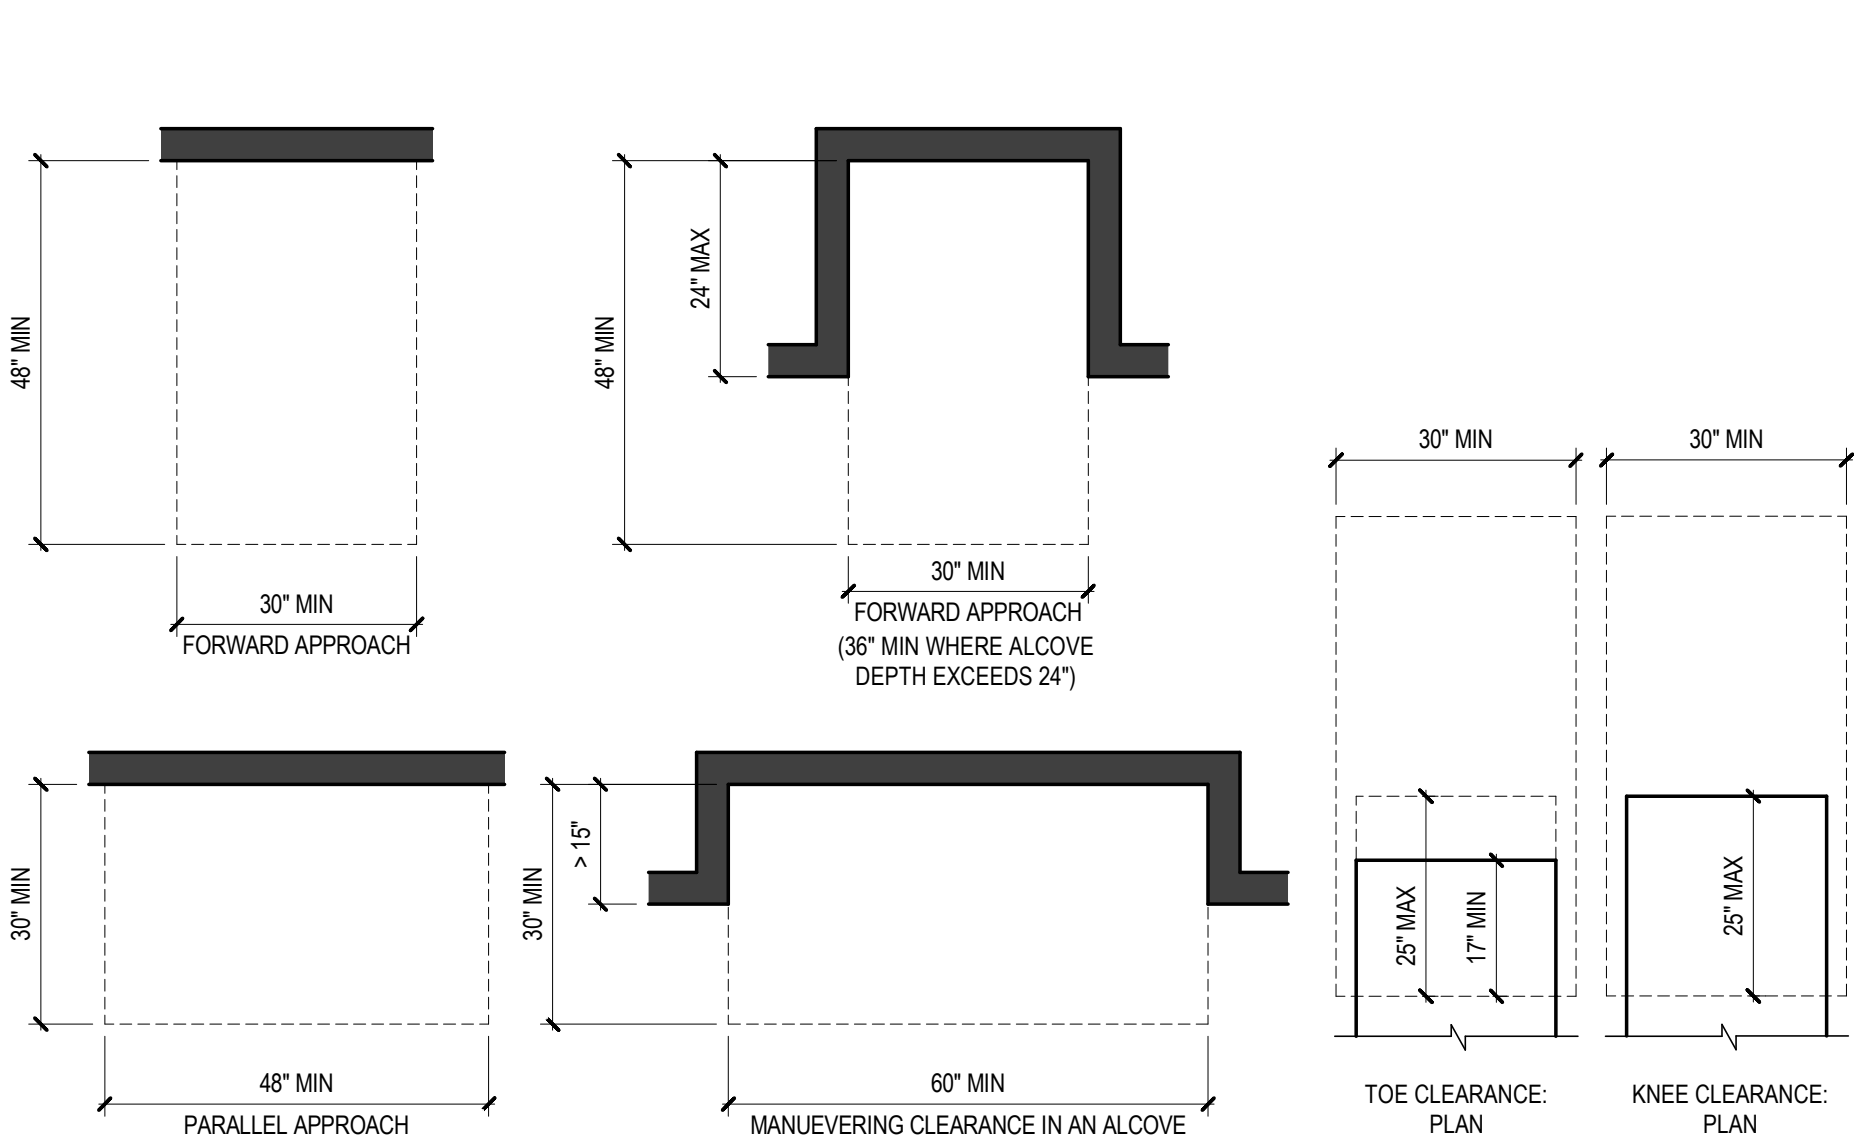 48" MIN
30" MIN
FORWARD APPROACH
48" MIN
24" MAX
30" MIN
FORWARD APPROACH
(36" MIN WHERE ALCOVE
DEPTH EXCEEDS 24")
30" MIN
48" MIN
PARALLEL APPROACH
30" MIN
> 15"
60" MIN
MANUEVERING CLEARANCE IN AN ALCOVE
30" MIN
25" MAX
17" MIN
TOE CLEARANCE:
PLAN
30" MIN
25" MAX
KNEE CLEARANCE:
PLAN